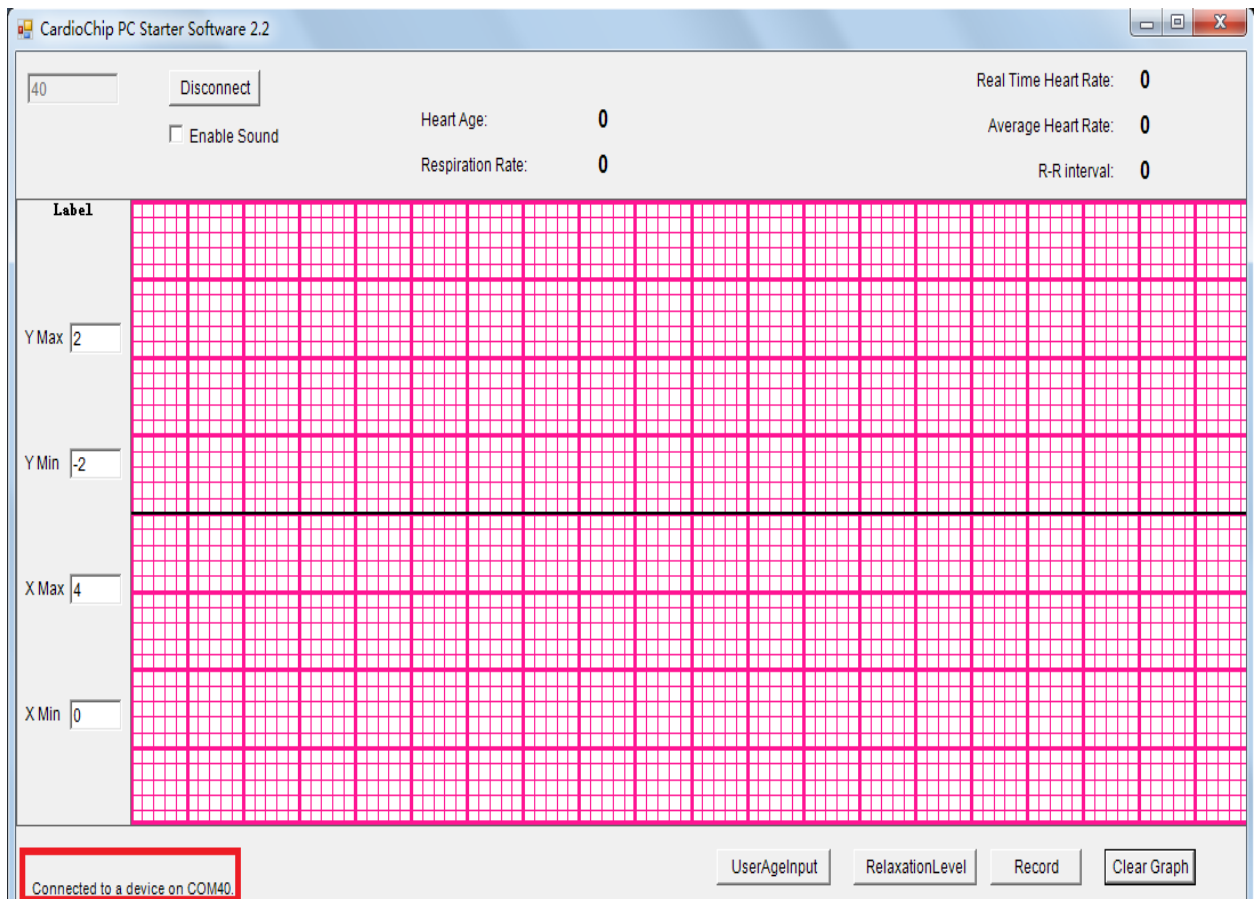 CardioChip PC Starter Software 2.2
40
Disconnect
Enable Sound
Heart Age: 0
Respiration Rate: 0
Real Time Heart Rate: 0
Average Heart Rate: 0
R-R interval: 0
Label
Y Max 2
Y Min -2
X Max 4
X Min 0
Connected to a device on COM40.
UserAgeInput
RelaxationLevel
Record
Clear Graph